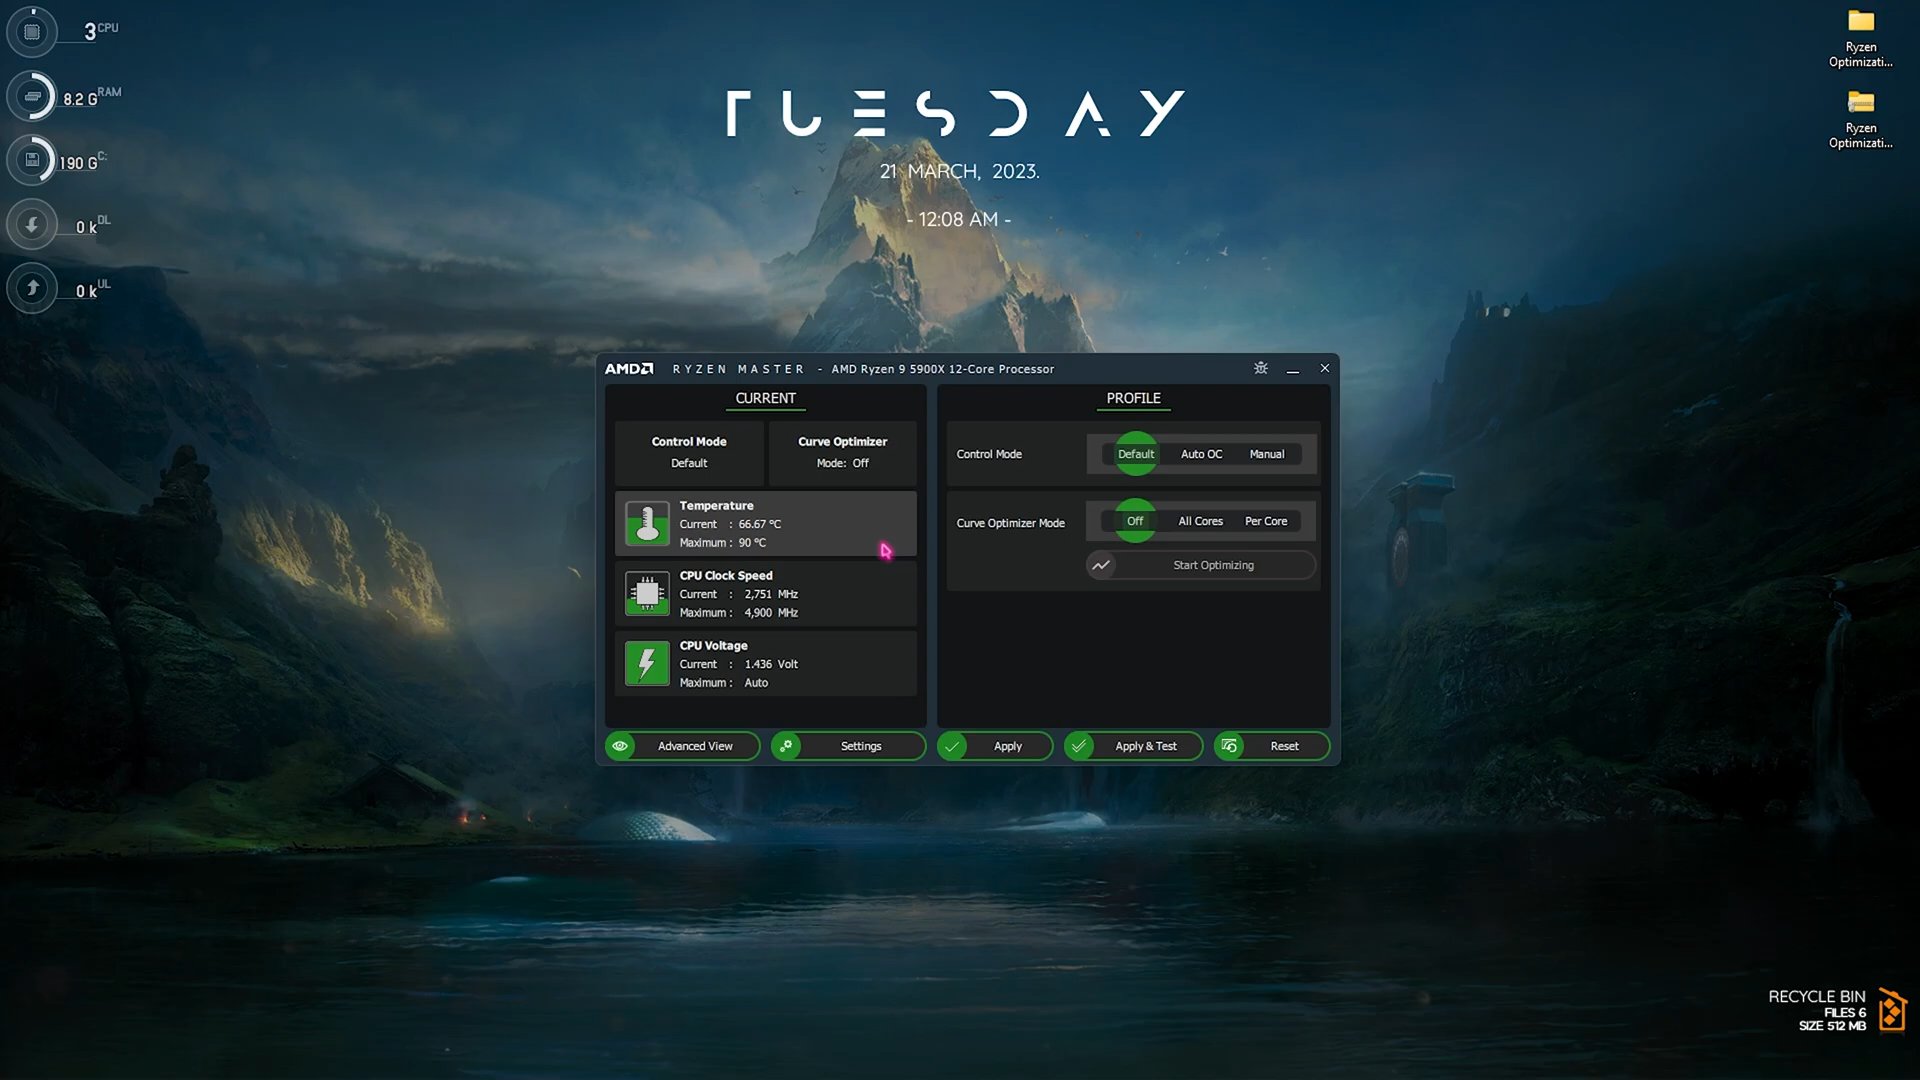 3 CPU
8.2 G RAM
190 G C:
0 k DL
0 k UL
TUESDAY
21 MARCH, 2023.
- 12:08 AM -
Ryzen
Optimizati...
Ryzen
Optimizati...
AMD RYZEN MASTER - AMD Ryzen 9 5900X 12-Core Processor
CURRENT
Control Mode
Default
Curve Optimizer
Mode: Off
Temperature
Current : 66.67 °C
Maximum : 90 °C
CPU Clock Speed
Current : 2,751 MHz
Maximum : 4,900 MHz
CPU Voltage
Current : 1.436 Volt
Maximum : Auto
PROFILE
Control Mode
Default Auto OC Manual
Curve Optimizer Mode
Off All Cores Per Core
Start Optimizing
Advanced View
Settings
Apply
Apply & Test
Reset
RECYCLE BIN
FILES 6
SIZE 512 MB